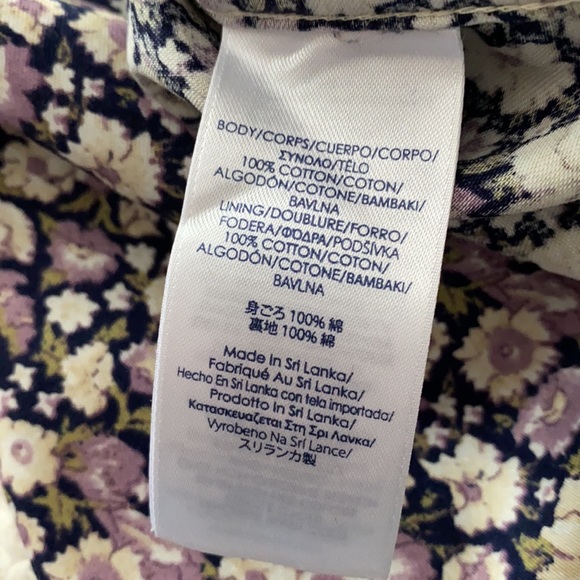 BODY/CORPS/CUERPO/CORPO/
ΣΥΝΟΛΟ/TĚLO
100% COTTON/COTON/
ALGODÓN/COTONE/BAMBAKI/
BAVLNA
LINING/DOUBLURE/FORRO/
FODERA/ΦΌΔΡΑ/PODŠÍVKA
100% COTTON/COTON/
ALGODÓN/COTONE/BAMBAKI/
BAVLNA
身ごろ 100% 綿
裏地 100% 綿
Made In Sri Lanka/
Fabriqué Au Sri Lanka/
Hecho En Sri Lanka con tela importada/
Prodotto in Sri Lanka/
Κατασκευαζεται Στη Σρι Λανκα/
Vyrobeno Na Srí Lance/
スリランカ製